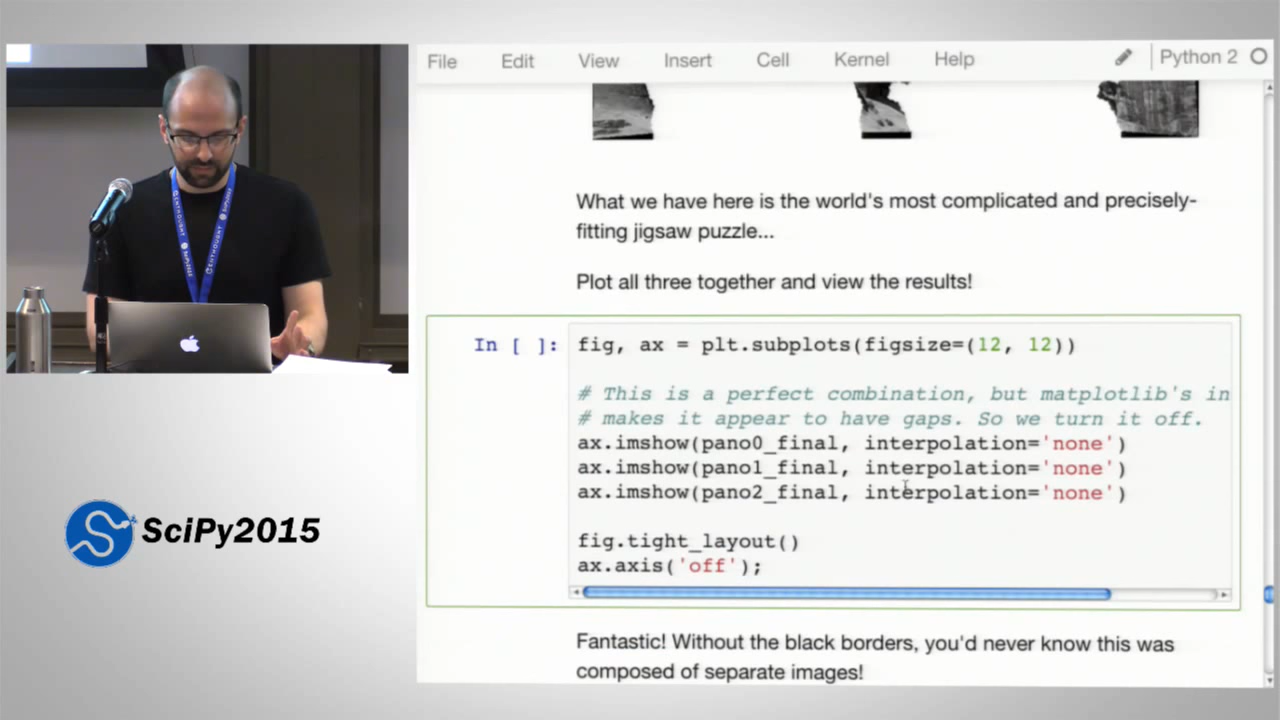 File Edit View Insert Cell Kernel Help Python 2
What we have here is the world's most complicated and precisely-
fitting jigsaw puzzle...
Plot all three together and view the results!
In [ ]: fig, ax = plt.subplots(figsize=(12, 12))
# This is a perfect combination, but matplotlib's in
# makes it appear to have gaps. So we turn it off.
ax.imshow(pano0_final, interpolation='none')
ax.imshow(pano1_final, interpolation='none')
ax.imshow(pano2_final, interpolation='none')
fig.tight_layout()
ax.axis('off');
Fantastic! Without the black borders, you'd never know this was
composed of separate images!
SciPy2015
ENTHOUGHT